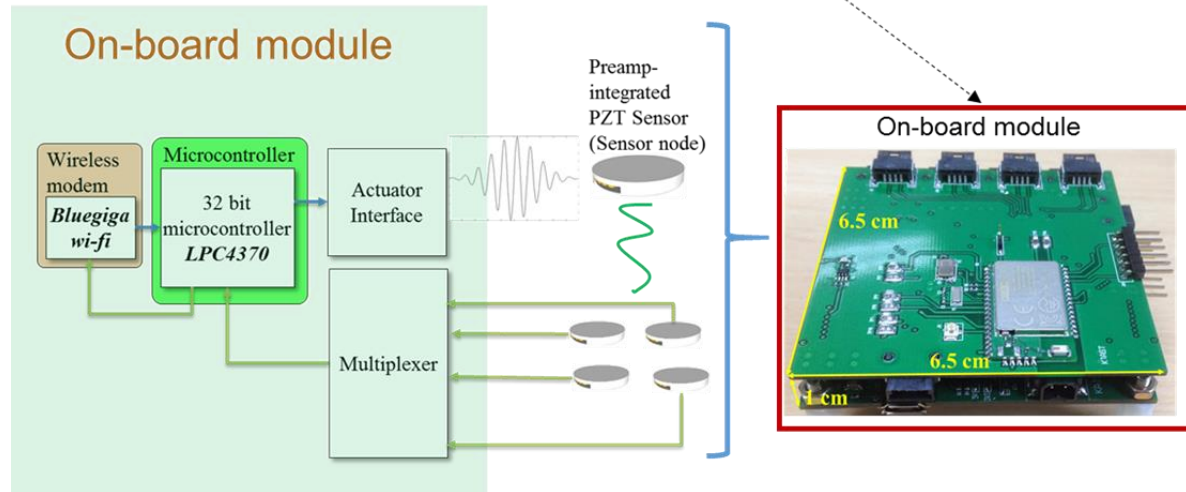 On-board module
Preamp-
integrated
PZT Sensor
(Sensor node)
Wireless
modem
Bluegiga
wi-fi
Microcontroller
32 bit
microcontroller
LPC4370
Actuator
Interface
Multiplexer
On-board module
6.5 cm
6.5 cm
1 cm